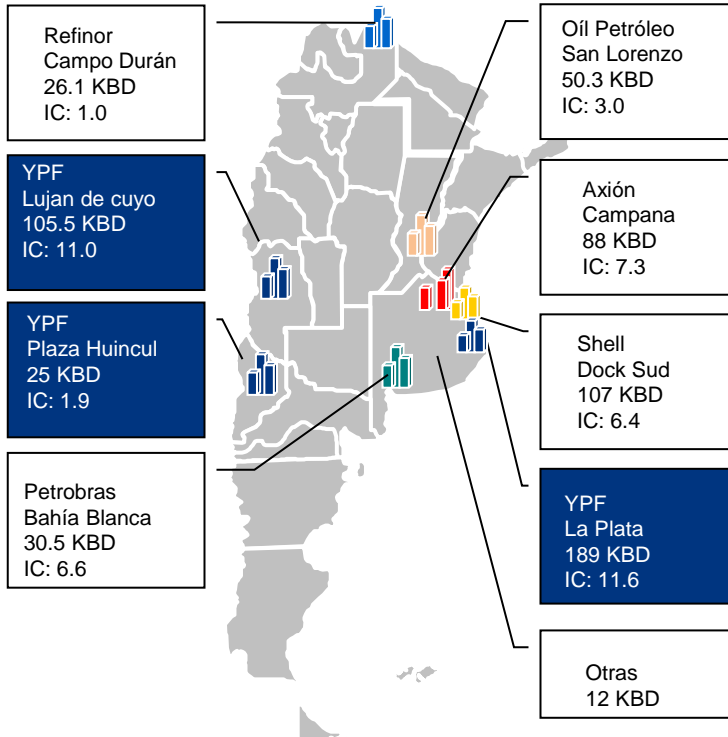 Refinor
Campo Durán
26.1 KBD
IC: 1.0
YPF
Lujan de cuyo
105.5 KBD
IC: 11.0
YPF
Plaza Huincul
25 KBD
IC: 1.9
Petrobras
Bahía Blanca
30.5 KBD
IC: 6.6
Oíl Petróleo
San Lorenzo
50.3 KBD
IC: 3.0
Axión
Campana
88 KBD
IC: 7.3
Shell
Dock Sud
107 KBD
IC: 6.4
YPF
La Plata
189 KBD
IC: 11.6
Otras
12 KBD